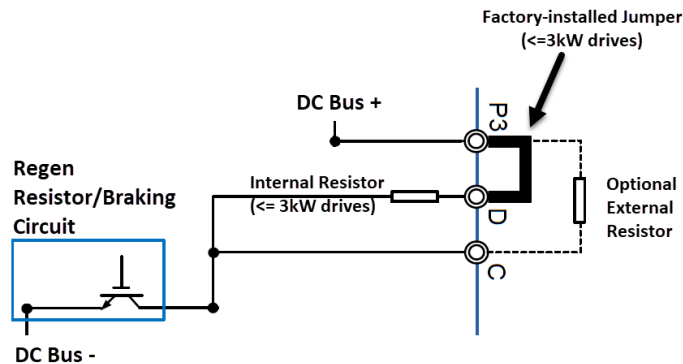 Factory-installed Jumper
(<=3kW drives)
DC Bus +
P3
Regen
Resistor/Braking
Circuit
Internal Resistor
(<= 3kW drives)
D
Optional
External
Resistor
C
DC Bus -